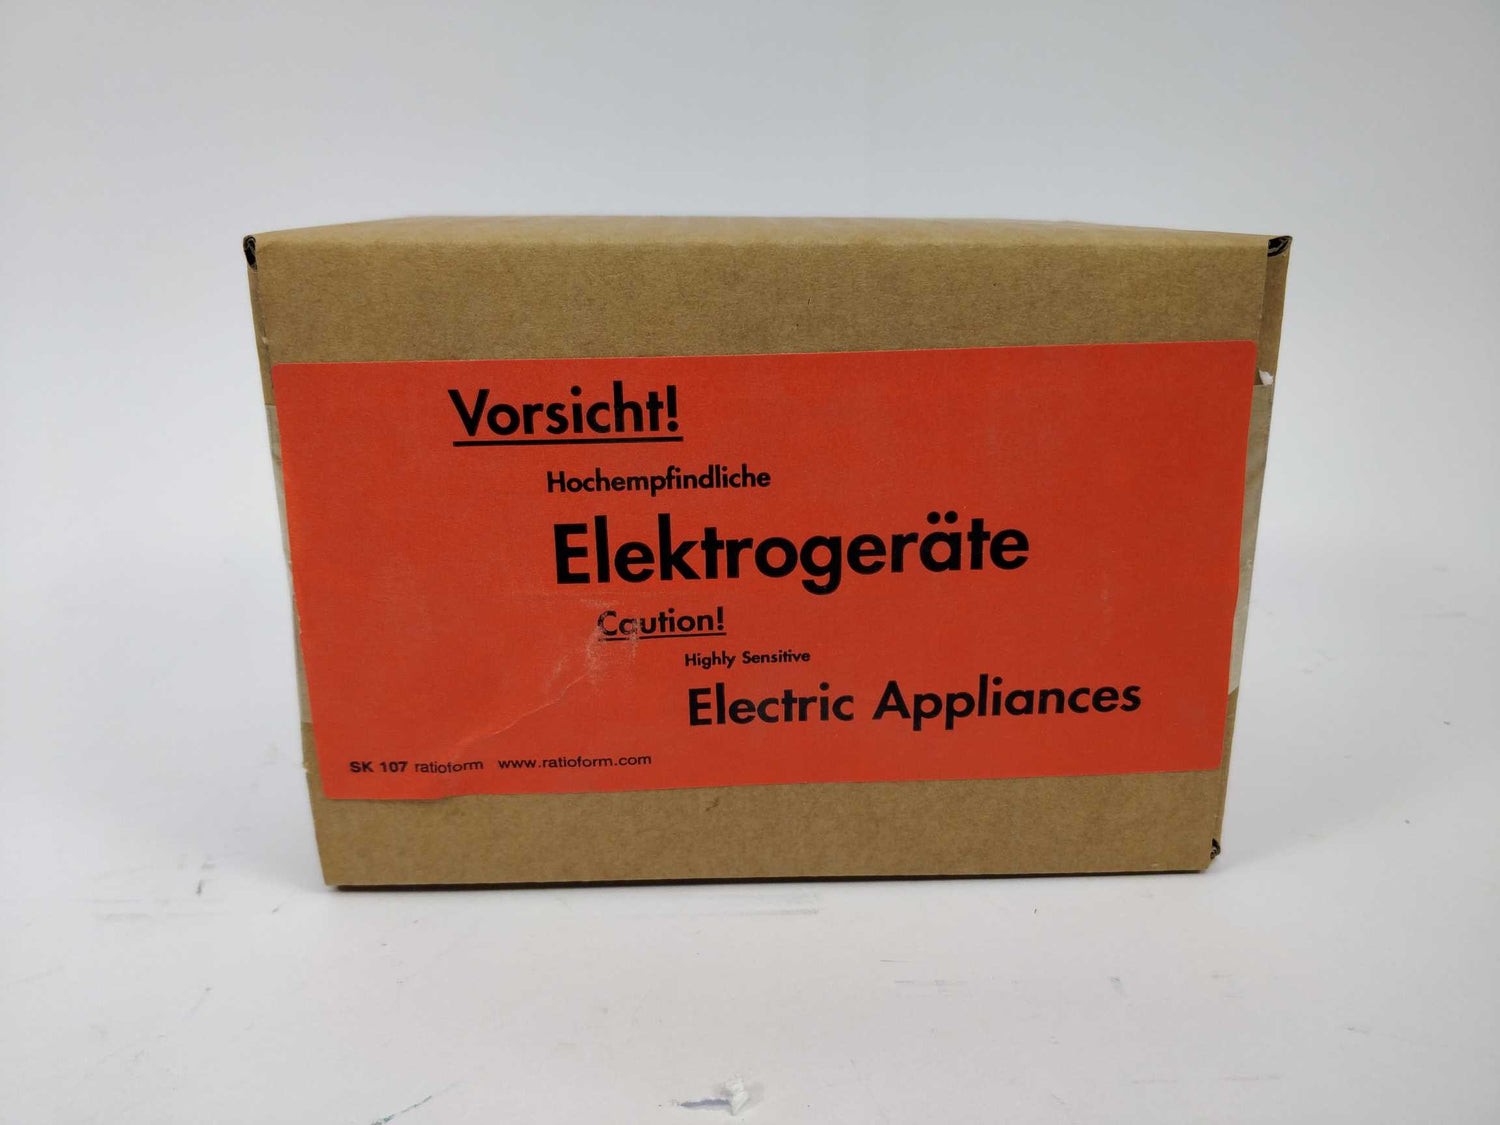 Vorsicht!
Hochempfindliche
Elektrogeräte
Caution!
Highly Sensitive
Electric Appliances
SK 107 ratioform www.ratioform.com